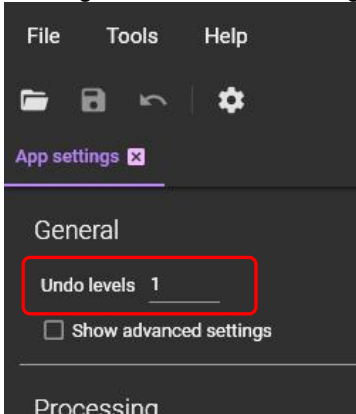 File Tools Help
App settings
General
Undo levels 1
Show advanced settings
Processing